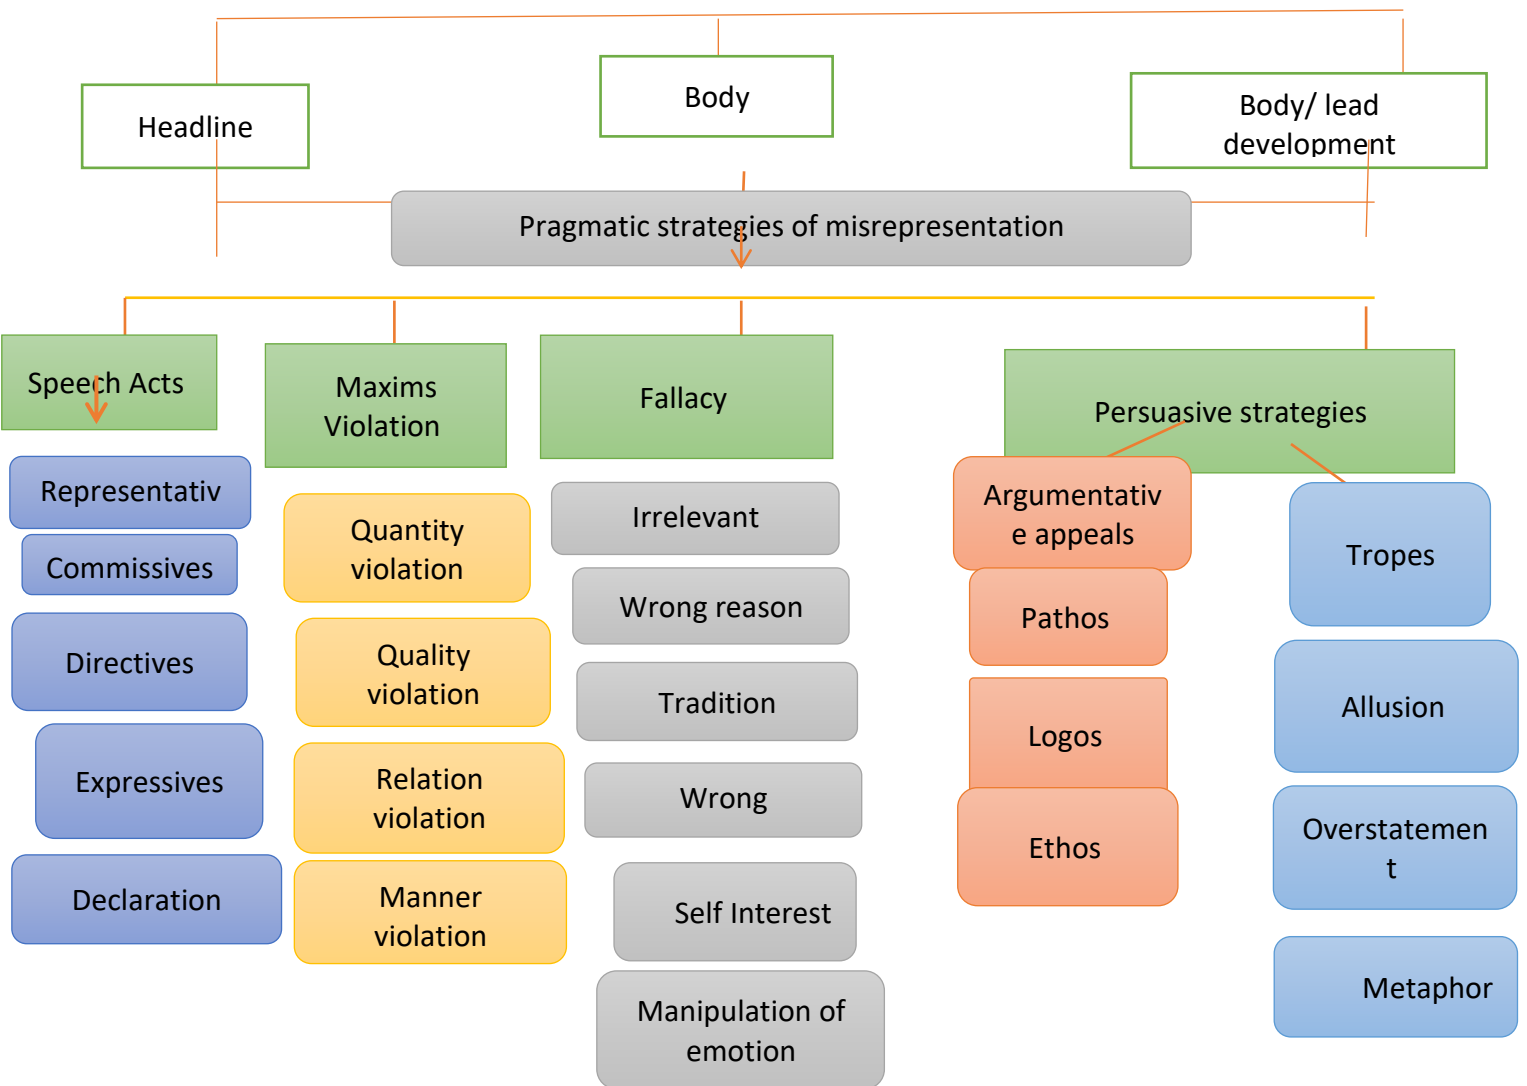 Headline
Body
Body/ lead
development
Pragmatic strategies of misrepresentation
Speech Acts
Maxims
Violation
Fallacy
Persuasive strategies
Representativ
Commissives
Directives
Expressives
Declaration
Quantity
violation
Quality
violation
Relation
violation
Manner
violation
Irrelevant
Wrong reason
Tradition
Wrong
Self Interest
Manipulation of
emotion
Argumentativ
e appeals
Pathos
Logos
Ethos
Tropes
Allusion
Overstatemen
t
Metaphor